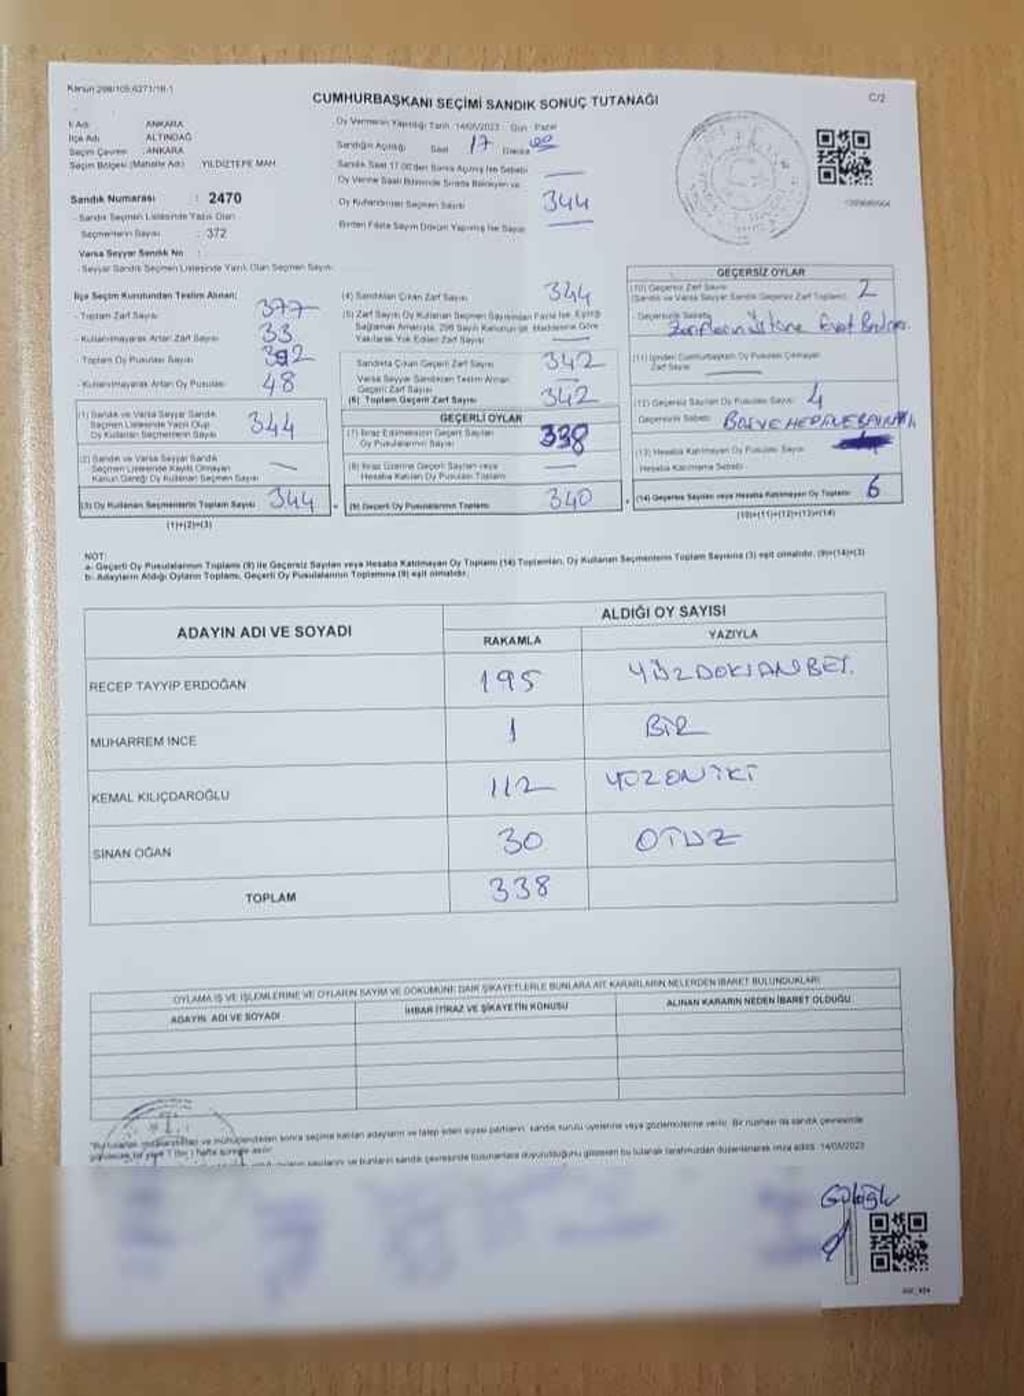 Kanun 298/105,6271/18-1
CUMHURBAŞKANI SEÇİMİ SANDIK SONUÇ TUTANAĞI
C/2
İl Adı : ANKARA
İlçe Adı : ALTINDAĞ
Seçim Çevresi : ANKARA
Seçim Bölgesi (Mahalle Adı) : YILDIZTEPE MAH.
Sandık Numarası : 2470
- Sandık Seçmen Listesinde Yazılı Olan
Seçmenlerin Sayısı : 372
Varsa Seyyar Sandık No :
- Seyyar Sandık Seçmen Listesinde Yazılı Olan Seçmen Sayısı:
Oy Vermenin Yapıldığı Tarih :14/05/2023 Gün : Pazar
Sandığın Açıldığı Saat 17 Dakika 00
Sandık Saat 17.00'den Sonra Açılmış İse Sebebi —
Oy Verme Saati Bitiminde Sırada Bekleyen ve
Oy Kullandırılan Seçmen Sayısı 344
Birden Fazla Sayım Döküm Yapılmış İse Sayısı —
İlçe Seçim Kurulundan Teslim Alınan:
- Toplam Zarf Sayısı 377
- Kullanılmayarak Artan Zarf Sayısı 33
- Toplam Oy Pusulası Sayısı 392
- Kullanılmayarak Artan Oy Pusulası 48
(1) Sandık ve Varsa Seyyar Sandık
Seçmen Listesinde Yazılı Olup
Oy Kullanan Seçmenlerin Sayısı 344
(2) Sandık ve Varsa Seyyar Sandık
Seçmen Listesinde Kayıtlı Olmayan
Kanun Gereği Oy Kullanan Seçmen Sayısı —
(3) Oy Kullanan Seçmenlerin Toplam Sayısı 344
(1)+(2)=(3)
(4) Sandıktan Çıkan Zarf Sayısı 344
(5) Zarf Sayısı Oy Kullanan Seçmen Sayısından Fazla İse, Eşitliği
Sağlamak Amacıyla, 298 Sayılı Kanunun 98. Maddesine Göre
Yakılarak Yok Edilen Zarf Sayısı —
Sandıkta Çıkan Geçerli Zarf Sayısı 342
Varsa Seyyar Sandıktan Teslim Alınan
Geçerli Zarf Sayısı —
(6) Toplam Geçerli Zarf Sayısı 342
GEÇERLİ OYLAR
(7) İtiraz Edilmeksizin Geçerli Sayılan
Oy Pusulalarının Sayısı 338
(8) İtiraz Üzerine Geçerli Sayılan veya
Hesaba Katılan Oy Pusulası Toplamı —
(9) Geçerli Oy Pusulalarının Toplamı 340
GEÇERSİZ OYLAR
(10) Geçersiz Zarf Sayısı 2
(Sandık ve Varsa Seyyar Sandık Geçersiz Zarf Toplamı)
- Geçersizlik Sebebi Zarfların üstüne Evet
(11) İçinden Cumhurbaşkanı Oy Pusulası Çıkmayan
Zarf Sayısı —
(12) Geçersiz Sayılan Oy Pusulası Sayısı 4
Geçersizlik Sebebi BOŞ VE HEPİNE
(13) Hesaba Katılmayan Oy Pusulası Sayısı
Hesaba Katılmama Sebebi
(14) Geçersiz Sayılan veya Hesaba Katılmayan Oy Toplamı 6
(10)+(11)+(12)+(13)=(14)
NOT:
a- Geçerli Oy Pusulalarının Toplamı (9) ile Geçersiz Sayılan veya Hesaba Katılmayan Oy Toplamı (14) Toplamları, Oy Kullanan Seçmenlerin Toplam Sayısına (3) eşit olmalıdır. (9)+(14)=(3)
b- Adayların Aldığı Oyların Toplamı, Geçerli Oy Pusulalarının Toplamına (9) eşit olmalıdır.
ADAYIN ADI VE SOYADI
ALDIĞI OY SAYISI
RAKAMLA YAZIYLA
RECEP TAYYİP ERDOĞAN 195 YÜZDOKSANBEŞ.
MUHARREM İNCE 1 BİR
KEMAL KILIÇDAROĞLU 112 YÜZONİKİ
SİNAN OĞAN 30 OTUZ
TOPLAM 338
OYLAMA İŞ VE İŞLEMLERİNE VE OYLARIN SAYIM VE DÖKÜMÜNE DAİR ŞİKAYETLERLE BUNLARA AİT KARARLARIN NELERDEN İBARET BULUNDUKLARI
ADAYIN ADI VE SOYADI
İHBAR İTİRAZ VE ŞİKAYETİN KONUSU
ALINAN KARARIN NEDEN İBARET OLDUĞU
sonra seçime katılan adayların ve talep eden siyasi partilerin, sandık kurulu üyelerine veya gözlemcilerine verilir. Bir nüshası da sandık çevresinde
1 (bir) hafta süreyle asılır.
sandık çevresinde bulunanlara duyurulduğunu gösteren bu tutanak tarafımızdan düzenlenerek imza edildi. 14/05/2023